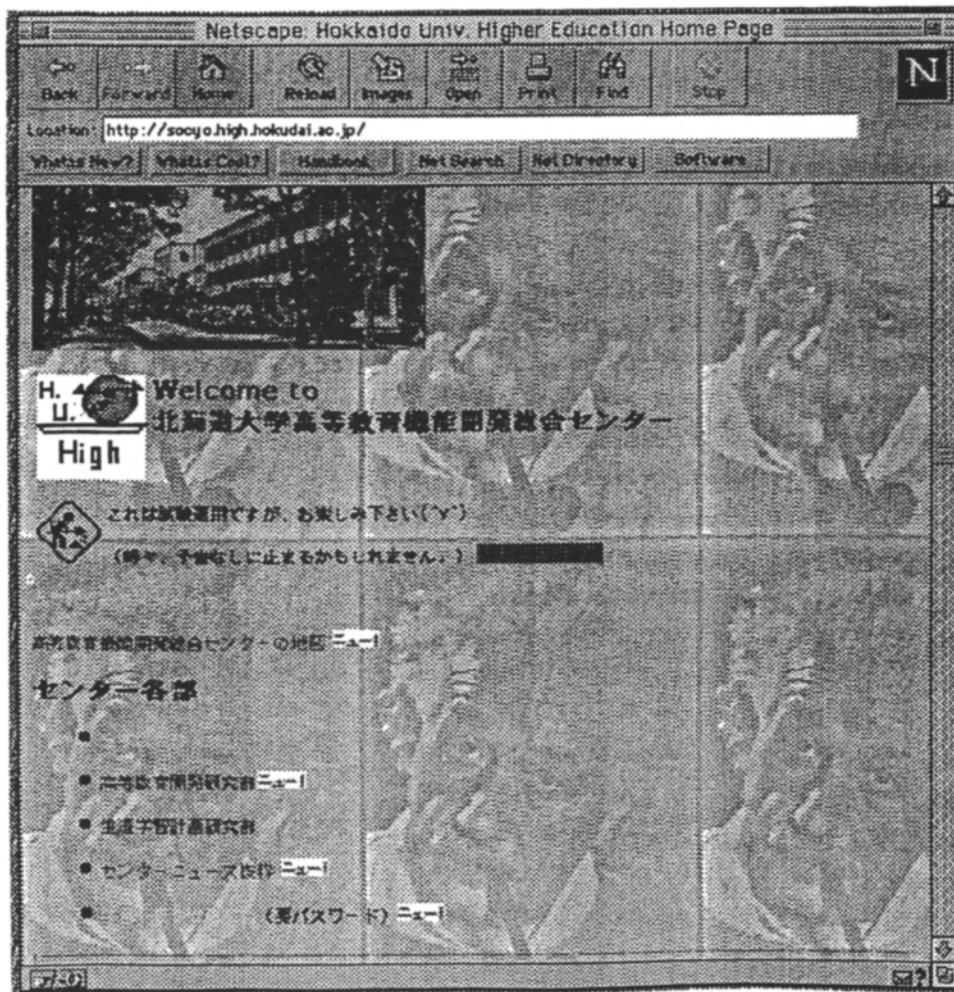 Netscape: Hokkaido Univ. Higher Education Home Page
Back Forward Home Reload Images Open Print Find Stop
N
Location: http://sooyo.high.hokudai.ac.jp/
What's New? What's Cool? Handbook Net Search Net Directory Software
H. U. High
Welcome to
北海道大学高等教育機能開発総合センター
これは試験運用ですが、お楽しみ下さい(^Y^)
(時々、予告なしに止まるかもしれません。)
高等教育機能開発総合センターの地図 ニュー!
センター各部
高等教育開発研究部 ニュー!
生涯学習計画研究部
センターニュース ニュー!
(要パスワード) ニュー!
?